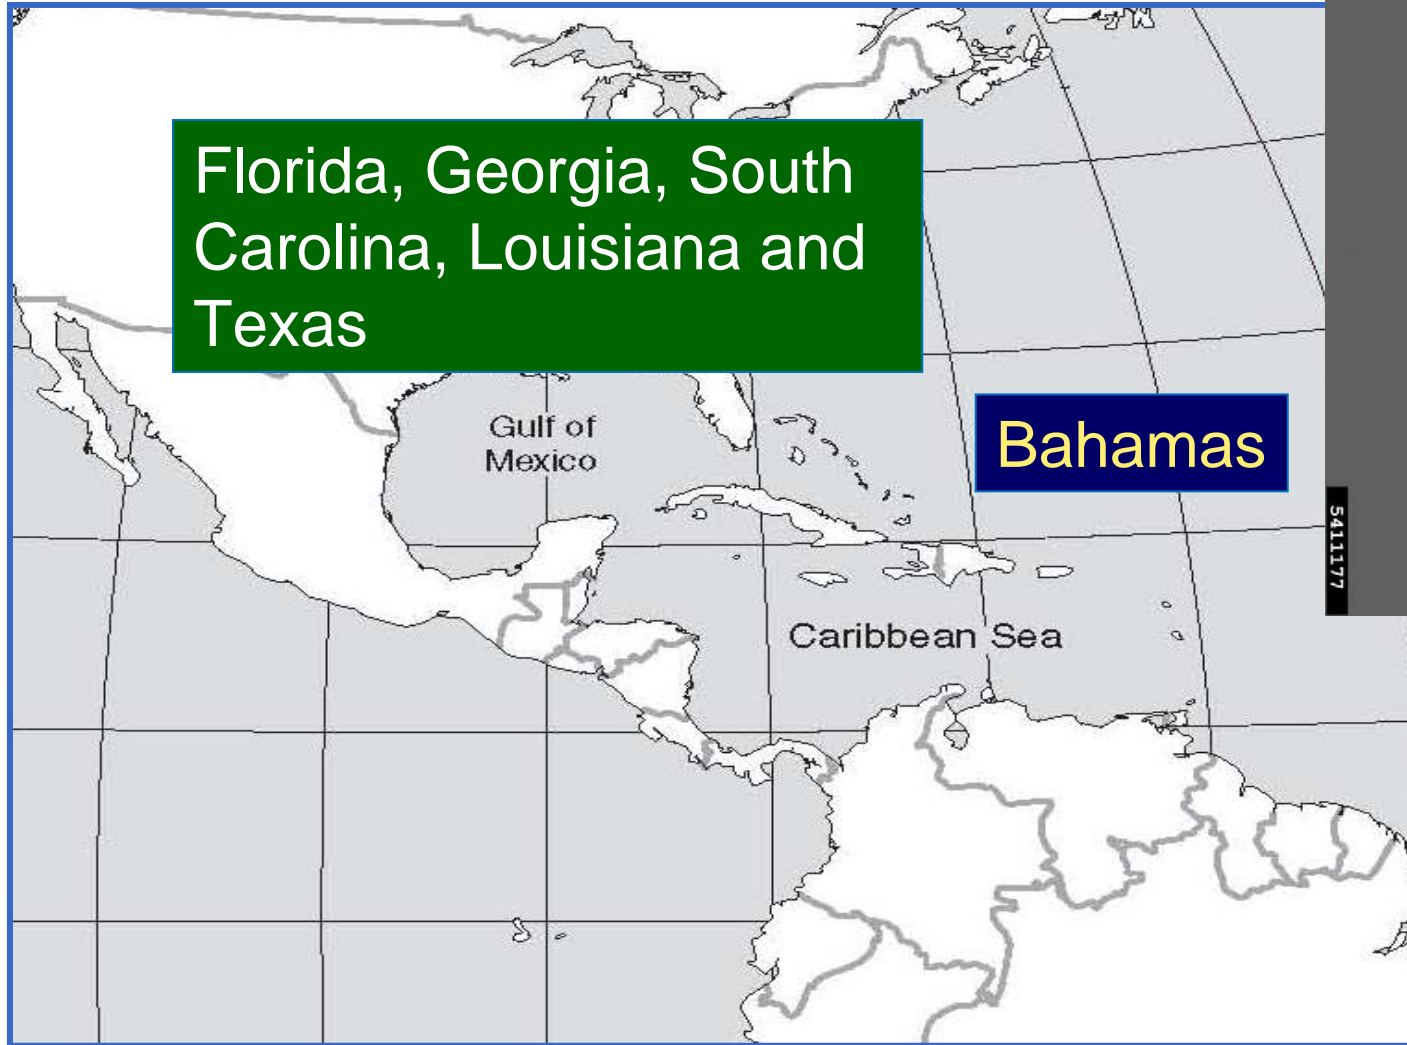 Florida, Georgia, South
Carolina, Louisiana and
Texas
Gulf of
Mexico
Bahamas
5411177
Caribbean Sea